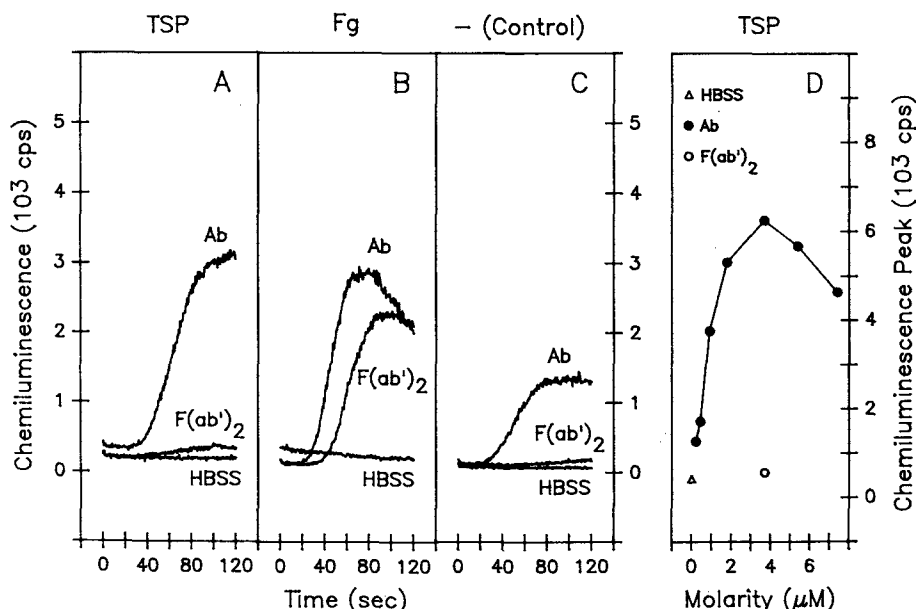 TSP Fg – (Control) TSP
A B C D
Chemiluminescence (10³ cps)
5
4
3
2
1
0
Ab
F(ab')₂
HBSS
Ab
F(ab')₂
HBSS
Ab
F(ab')₂
HBSS
5
4
3
2
1
0
HBSS
Ab
F(ab')₂
8
6
4
2
0
Chemiluminescence Peak (10³ cps)
0 40 80 120 0 40 80 120 0 40 80 120 0 2 4 6 8
Time (sec) Molarity (μM)